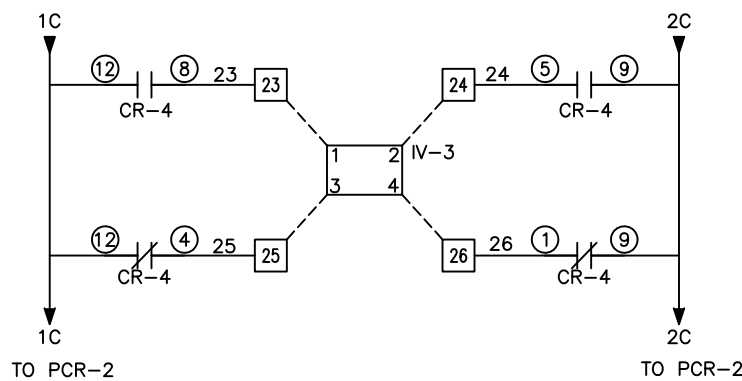 1C 2C
12 8 23 23 24 24 5 9
CR-4 CR-4
1 2 IV-3
3 4
12 4 25 25 26 26 1 9
CR-4 CR-4
1C 2C
TO PCR-2 TO PCR-2